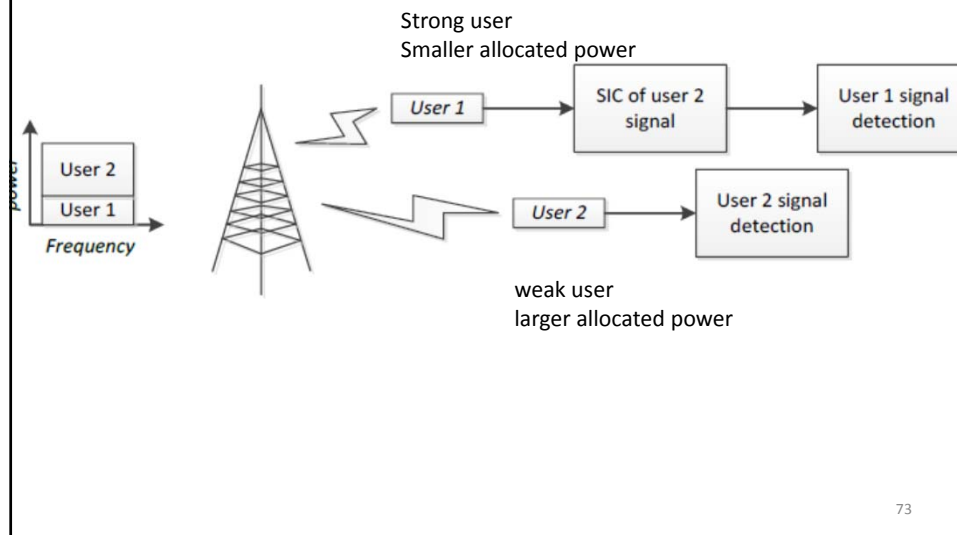 Strong user
Smaller allocated power
User 1
SIC of user 2
signal
User 1 signal
detection
power
User 2
User 1
Frequency
User 2
User 2 signal
detection
weak user
larger allocated power
73